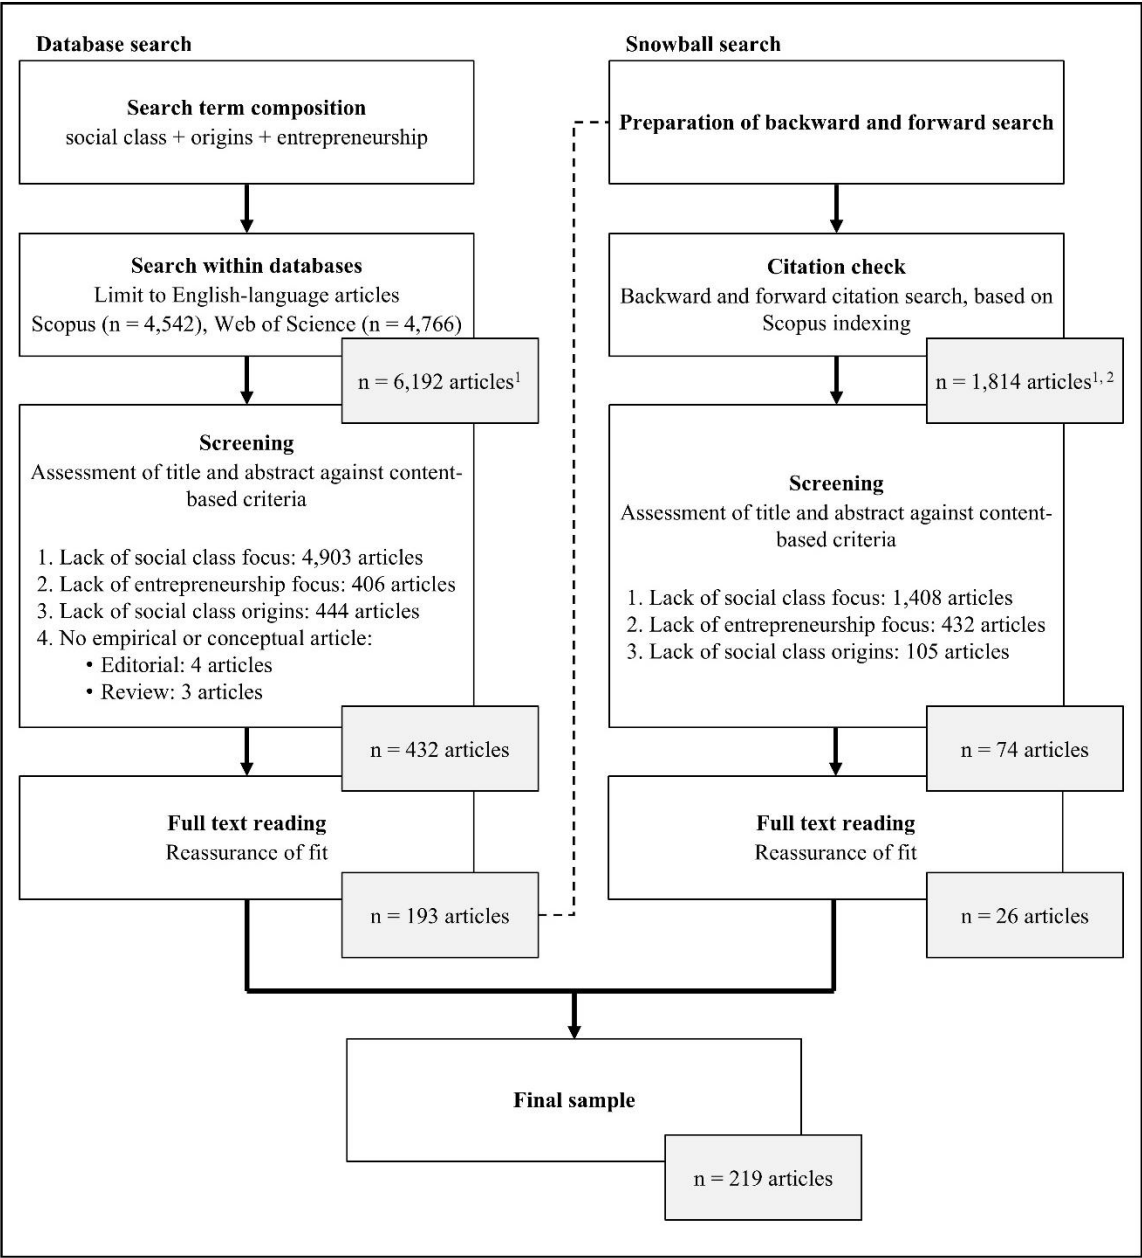 Database search
Search term composition
social class + origins + entrepreneurship
Search within databases
Limit to English-language articles
Scopus (n = 4,542), Web of Science (n = 4,766)
n = 6,192 articles¹
Screening
Assessment of title and abstract against content-
based criteria
1. Lack of social class focus: 4,903 articles
2. Lack of entrepreneurship focus: 406 articles
3. Lack of social class origins: 444 articles
4. No empirical or conceptual article:
• Editorial: 4 articles
• Review: 3 articles
n = 432 articles
Full text reading
Reassurance of fit
n = 193 articles
Snowball search
Preparation of backward and forward search
Citation check
Backward and forward citation search, based on
Scopus indexing
n = 1,814 articles¹,²
Screening
Assessment of title and abstract against content-
based criteria
1. Lack of social class focus: 1,408 articles
2. Lack of entrepreneurship focus: 432 articles
3. Lack of social class origins: 105 articles
n = 74 articles
Full text reading
Reassurance of fit
n = 26 articles
Final sample
n = 219 articles